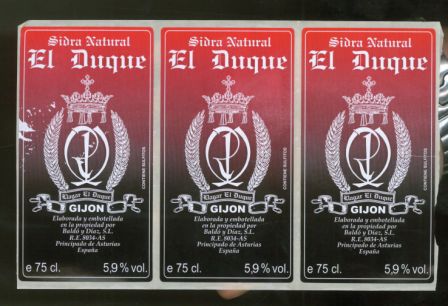 Sidra Natural
El Duque
CONTIENE SULFITOS
Llagar El Duque
GIJON
Elaborada y embotellada
en la propiedad por
Baldó y Díaz, S.L.
R.E. 8034-AS
Principado de Asturias
España
e 75 cl. 5,9 % vol.
Sidra Natural
El Duque
CONTIENE SULFITOS
Llagar El Duque
GIJON
Elaborada y embotellada
en la propiedad por
Baldó y Díaz, S.L.
R.E. 8034-AS
Principado de Asturias
España
e 75 cl. 5,9 % vol.
Sidra Natural
El Duque
CONTIENE SULFITOS
Llagar El Duque
GIJON
Elaborada y embotellada
en la propiedad por
Baldó y Díaz, S.L.
R.E. 8034-AS
Principado de Asturias
España
e 75 cl. 5,9 % vol.